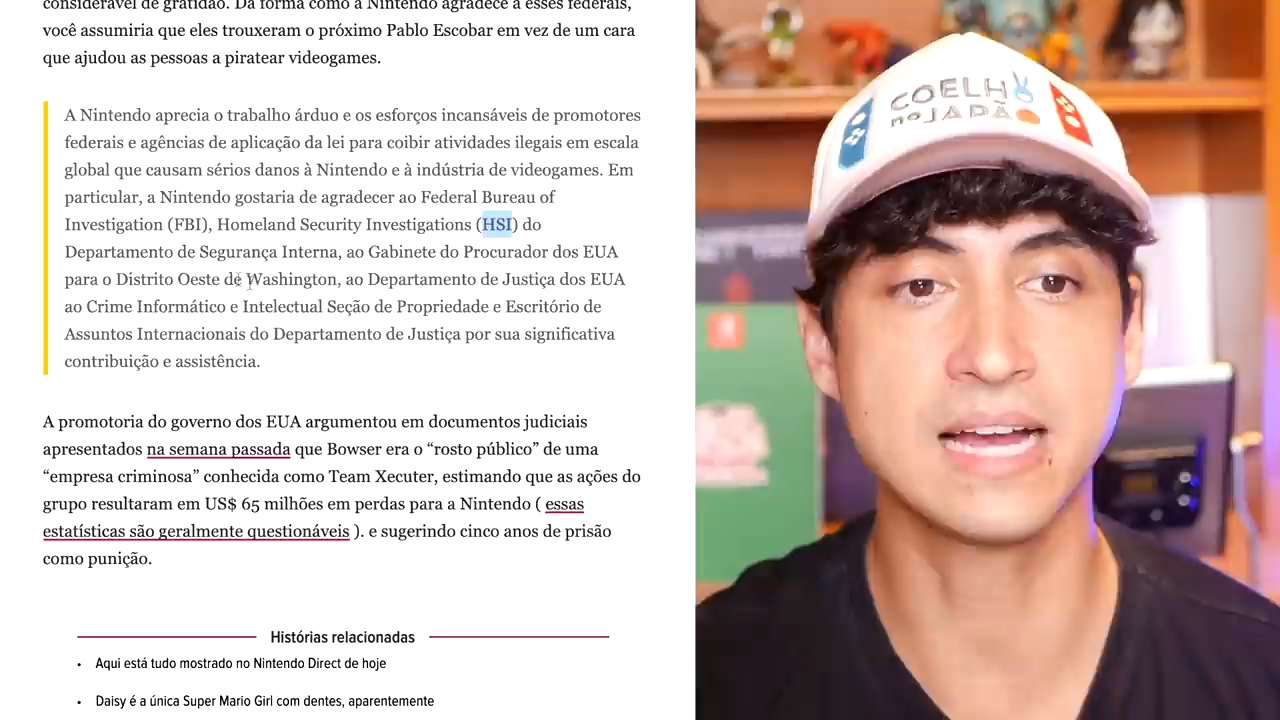 considerável de gratidão. Da forma como a Nintendo agradece a esses federais,
você assumiria que eles trouxeram o próximo Pablo Escobar em vez de um cara
que ajudou as pessoas a piratear videogames.
A Nintendo aprecia o trabalho árduo e os esforços incansáveis de promotores
federais e agências de aplicação da lei para coibir atividades ilegais em escala
global que causam sérios danos à Nintendo e à indústria de videogames. Em
particular, a Nintendo gostaria de agradecer ao Federal Bureau of
Investigation (FBI), Homeland Security Investigations (HSI) do
Departamento de Segurança Interna, ao Gabinete do Procurador dos EUA
para o Distrito Oeste de Washington, ao Departamento de Justiça dos EUA
ao Crime Informático e Intelectual Seção de Propriedade e Escritório de
Assuntos Internacionais do Departamento de Justiça por sua significativa
contribuição e assistência.
A promotoria do governo dos EUA argumentou em documentos judiciais
apresentados na semana passada que Bowser era o “rosto público” de uma
“empresa criminosa” conhecida como Team Xecuter, estimando que as ações do
grupo resultaram em US$ 65 milhões em perdas para a Nintendo ( essas
estatísticas são geralmente questionáveis ). e sugerindo cinco anos de prisão
como punição.
Histórias relacionadas
• Aqui está tudo mostrado no Nintendo Direct de hoje
• Daisy é a única Super Mario Girl com dentes, aparentemente
COELH
no JAPÃ